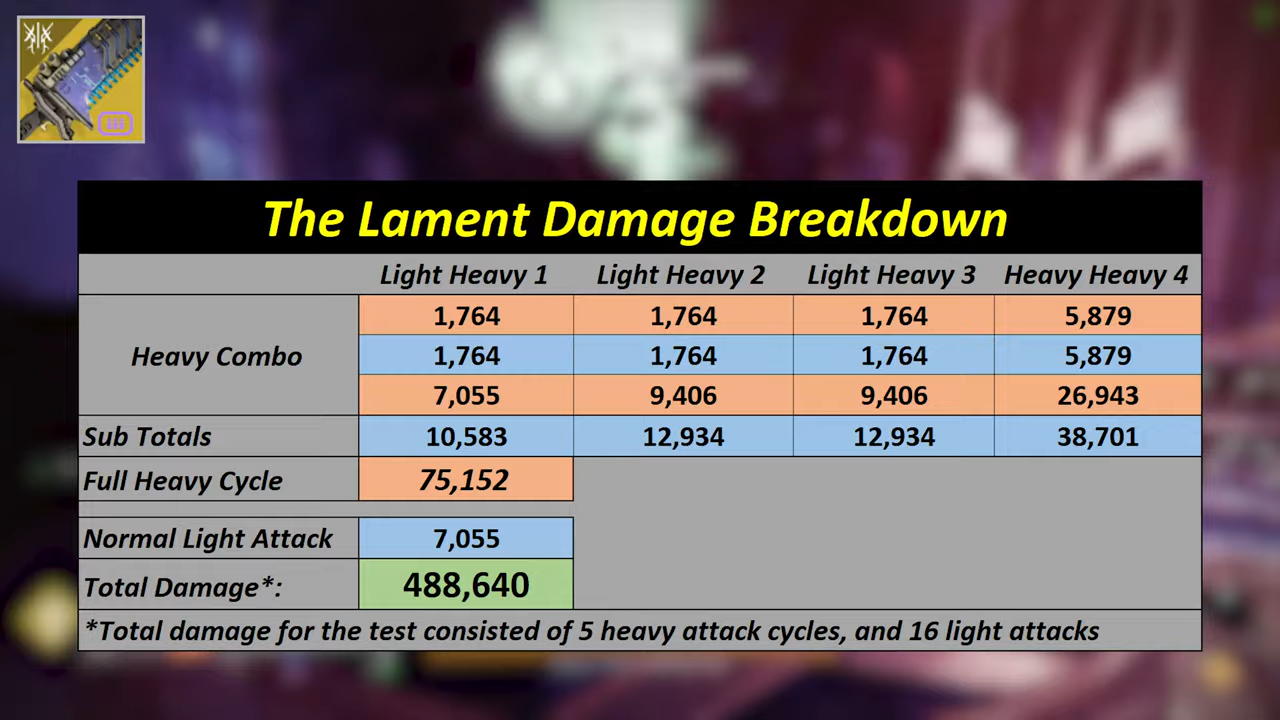 The Lament Damage Breakdown
Light Heavy 1 Light Heavy 2 Light Heavy 3 Heavy Heavy 4
Heavy Combo
1,764 1,764 1,764 5,879
1,764 1,764 1,764 5,879
7,055 9,406 9,406 26,943
Sub Totals 10,583 12,934 12,934 38,701
Full Heavy Cycle 75,152
Normal Light Attack 7,055
Total Damage*: 488,640
*Total damage for the test consisted of 5 heavy attack cycles, and 16 light attacks